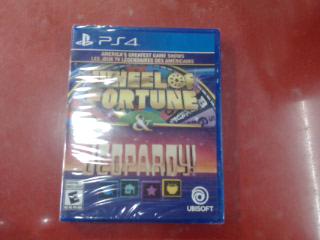 PS4
AMERICA'S GREATEST GAME SHOWS
LES JEUX TV LÉGENDAIRES DES AMÉRICAINS
WHEEL OF
FORTUNE
&
JEOPARDY!
E
UBISOFT